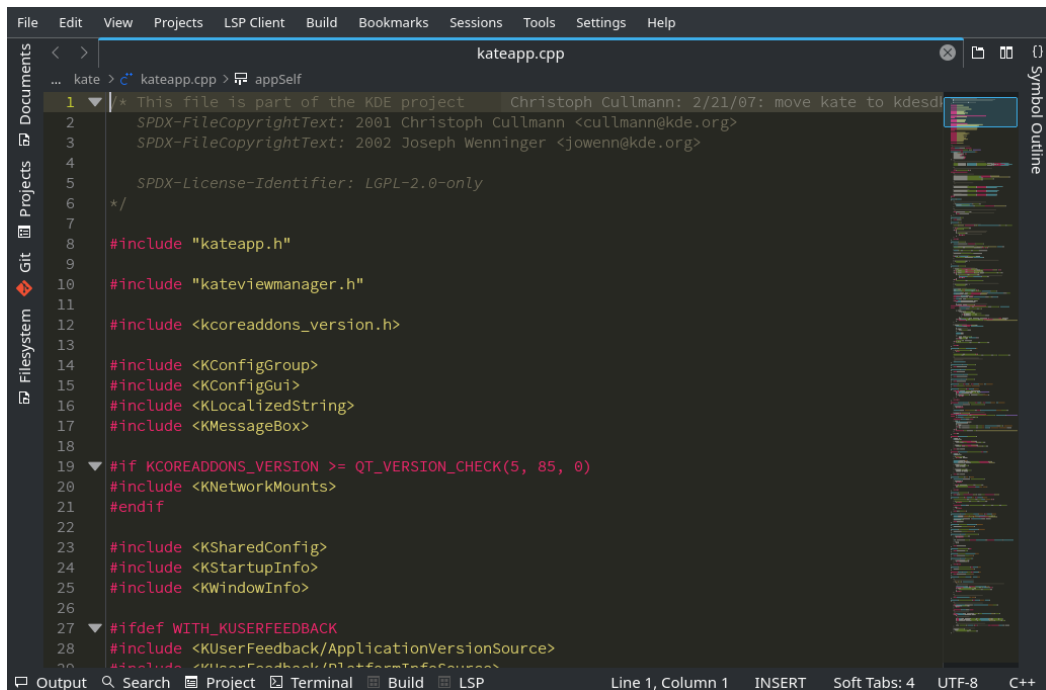 File Edit View Projects LSP Client Build Bookmarks Sessions Tools Settings Help
kateapp.cpp
... kate > kateapp.cpp > appSelf
Documents
Projects
Git
Filesystem
{} Symbol Outline
1 /* This file is part of the KDE project Christoph Cullmann: 2/21/07: move kate to kdesd
2 SPDX-FileCopyrightText: 2001 Christoph Cullmann <cullmann@kde.org>
3 SPDX-FileCopyrightText: 2002 Joseph Wenninger <jowenn@kde.org>
4
5 SPDX-License-Identifier: LGPL-2.0-only
6 */
7
8 #include "kateapp.h"
9
10 #include "kateviewmanager.h"
11
12 #include <kcoreaddons_version.h>
13
14 #include <KConfigGroup>
15 #include <KConfigGui>
16 #include <KLocalizedString>
17 #include <KMessageBox>
18
19 #if KCOREADDONS_VERSION >= QT_VERSION_CHECK(5, 85, 0)
20 #include <KNetworkMounts>
21 #endif
22
23 #include <KSharedConfig>
24 #include <KStartupInfo>
25 #include <KWindowInfo>
26
27 #ifdef WITH_KUSERFEEDBACK
28 #include <KUserFeedback/ApplicationVersionSource>
29 #include <KUserFeedback/PlatformInfoSource>
Output Search Project Terminal Build LSP Line 1, Column 1 INSERT Soft Tabs: 4 UTF-8 C++